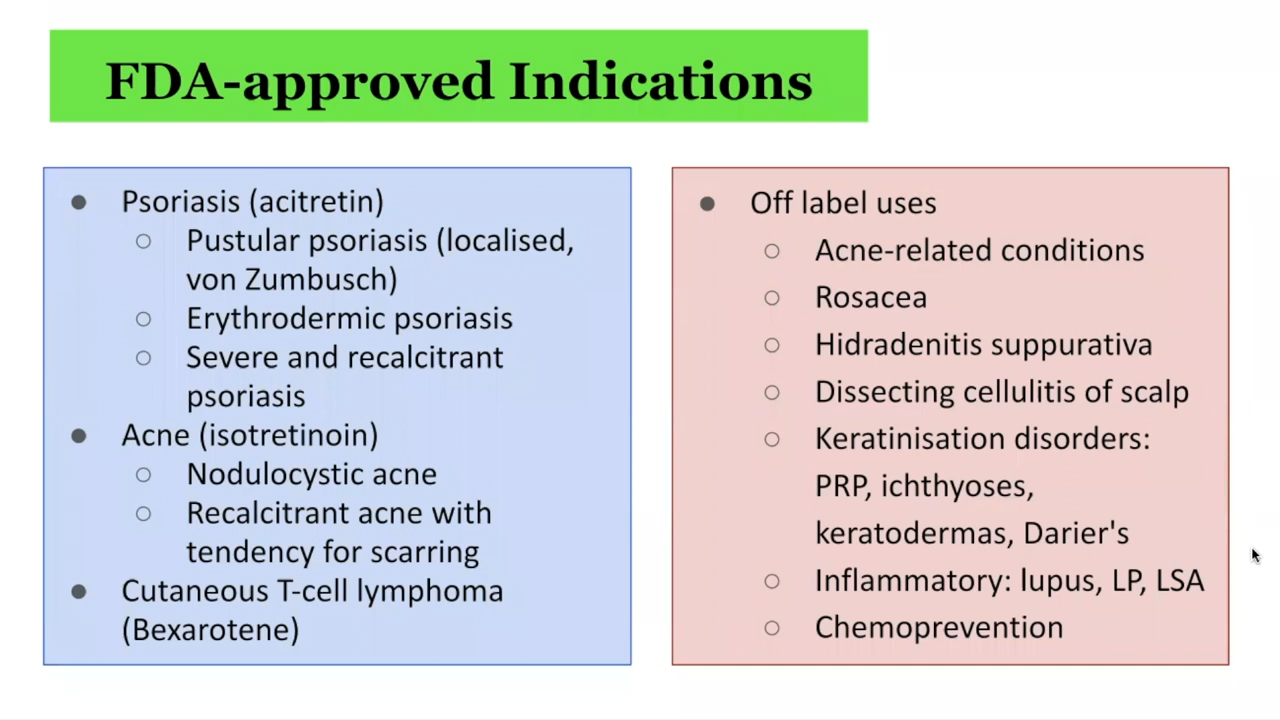 FDA-approved Indications
● Psoriasis (acitretin)
○ Pustular psoriasis (localised,
von Zumbusch)
○ Erythrodermic psoriasis
○ Severe and recalcitrant
psoriasis
● Acne (isotretinoin)
○ Nodulocystic acne
○ Recalcitrant acne with
tendency for scarring
● Cutaneous T-cell lymphoma
(Bexarotene)
● Off label uses
○ Acne-related conditions
○ Rosacea
○ Hidradenitis suppurativa
○ Dissecting cellulitis of scalp
○ Keratinisation disorders:
PRP, ichthyoses,
keratodermas, Darier's
○ Inflammatory: lupus, LP, LSA
○ Chemoprevention